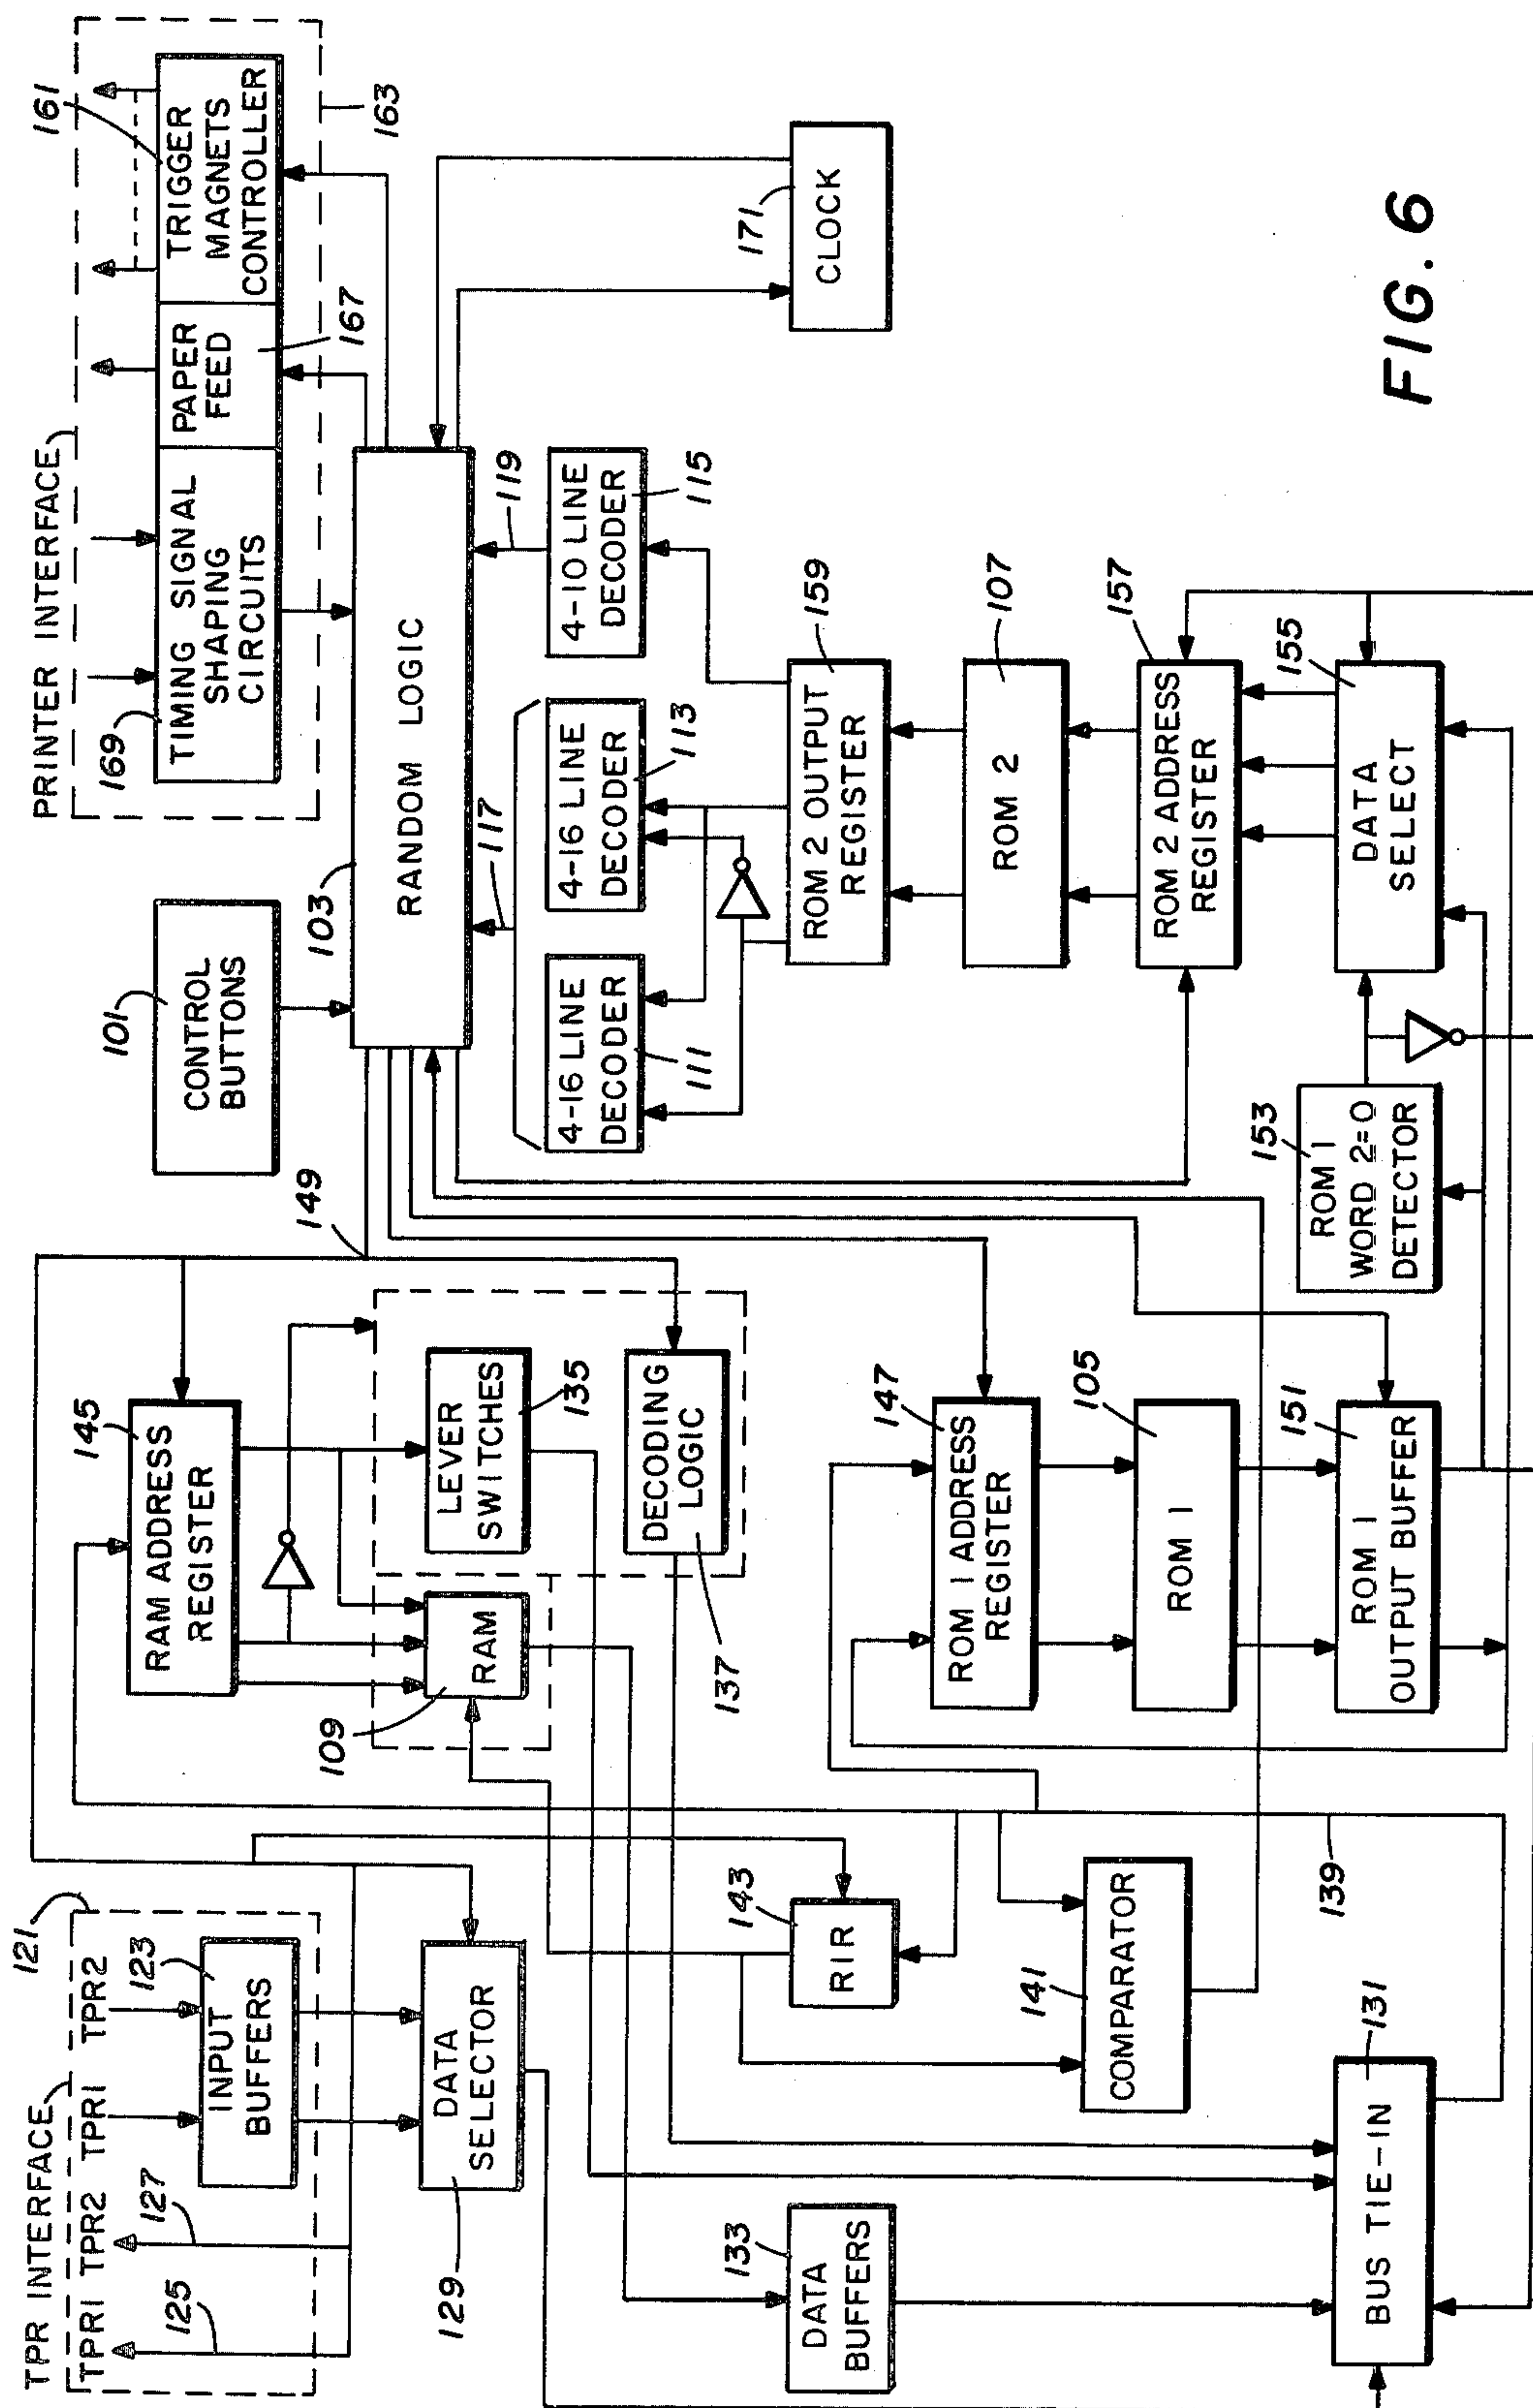 TPR INTERFACE
121
TPR1 TPR2 TPR1 TPR2
125
127
INPUT
BUFFERS
123
DATA
SELECTOR
129
RAM ADDRESS
REGISTER
145
149
RAM
109
LEVER
SWITCHES
135
DECODING
LOGIC
137
CONTROL
BUTTONS
101
PRINTER INTERFACE
169
TIMING SIGNAL
SHAPING
CIRCUITS
PAPER
FEED
167
TRIGGER
MAGNETS
CONTROLLER
161
163
103
RANDOM LOGIC
117
119
4-16 LINE
DECODER
111
4-16 LINE
DECODER
113
4-10 LINE
DECODER
115
CLOCK
171
DATA
BUFFERS
133
RIR
143
COMPARATOR
141
139
BUS TIE-IN
131
ROM 1 ADDRESS
REGISTER
147
ROM 1
105
ROM 1
OUTPUT BUFFER
151
ROM 1
WORD 2=0
DETECTOR
153
ROM 2 OUTPUT
REGISTER
159
ROM 2
107
ROM 2 ADDRESS
REGISTER
157
DATA
SELECT
155
FIG. 6